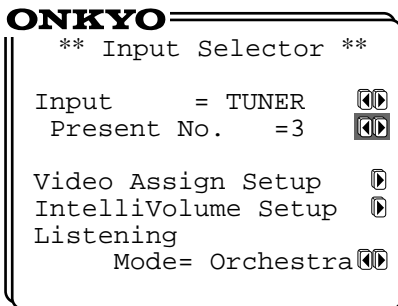 ONKYO
** Input Selector **
Input = TUNER
Present No. =3
Video Assign Setup
IntelliVolume Setup
Listening
Mode= Orchestra